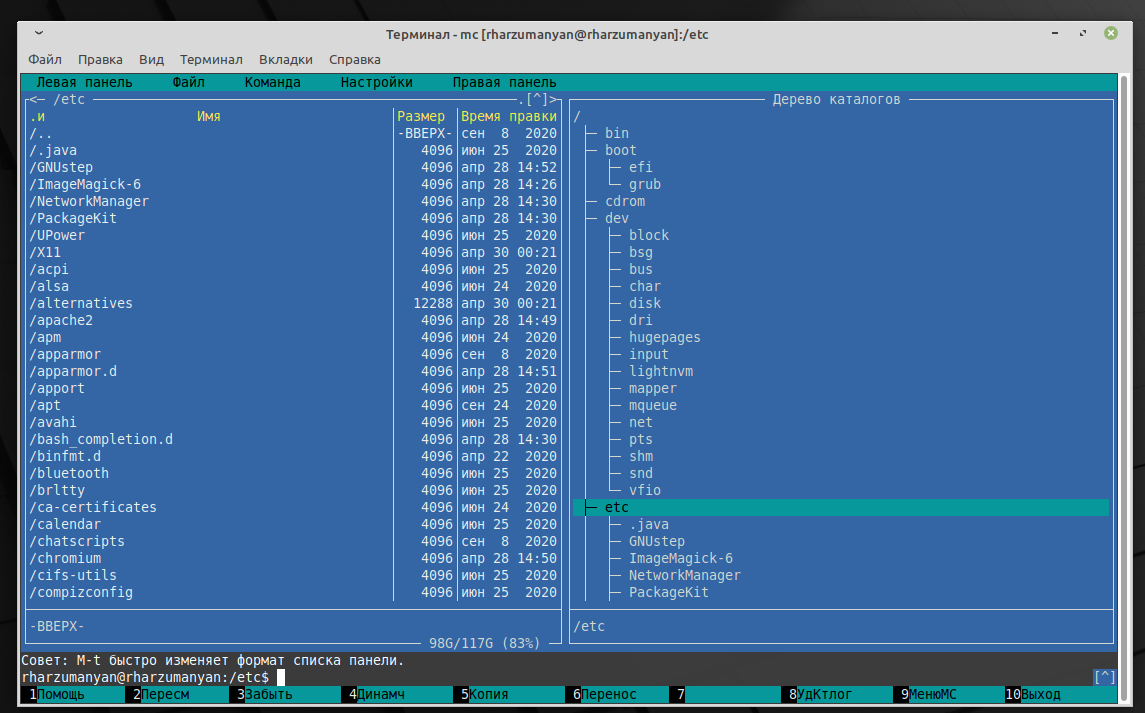 Терминал - mc [rharzumanyan@rharzumanyan]:/etc
Файл Правка Вид Терминал Вкладки Справка
Левая панель Файл Команда Настройки Правая панель
<─ /etc .[^]>
.и Имя Размер Время правки
/.. -ВВЕРХ- сен 8 2020
/.java 4096 июн 25 2020
/GNUstep 4096 апр 28 14:52
/ImageMagick-6 4096 апр 28 14:26
/NetworkManager 4096 апр 28 14:30
/PackageKit 4096 апр 28 14:30
/UPower 4096 июн 25 2020
/X11 4096 апр 30 00:21
/acpi 4096 июн 25 2020
/alsa 4096 июн 24 2020
/alternatives 12288 апр 30 00:21
/apache2 4096 апр 28 14:49
/apm 4096 июн 24 2020
/apparmor 4096 сен 8 2020
/apparmor.d 4096 апр 28 14:51
/apport 4096 июн 25 2020
/apt 4096 сен 24 2020
/avahi 4096 июн 25 2020
/bash_completion.d 4096 апр 28 14:30
/binfmt.d 4096 апр 22 2020
/bluetooth 4096 июн 25 2020
/brltty 4096 июн 25 2020
/ca-certificates 4096 июн 24 2020
/calendar 4096 июн 25 2020
/chatscripts 4096 сен 8 2020
/chromium 4096 апр 28 14:50
/cifs-utils 4096 июн 25 2020
/compizconfig 4096 июн 25 2020
-ВВЕРХ-
98G/117G (83%)
Дерево каталогов
/
bin
boot
efi
grub
cdrom
dev
block
bsg
bus
char
disk
dri
hugepages
input
lightnvm
mapper
mqueue
net
pts
shm
snd
vfio
etc
.java
GNUstep
ImageMagick-6
NetworkManager
PackageKit
/etc
Совет: M-t быстро изменяет формат списка панели.
rharzumanyan@rharzumanyan:/etc$ [^]
1Помощь 2Пересм 3Забыть 4Динамч 5Копия 6Перенос 7 8УдКтлог 9МенюMC 10Выход